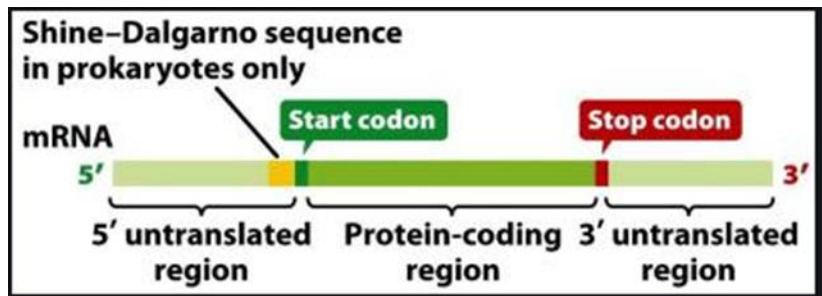 Shine–Dalgarno sequence
in prokaryotes only
mRNA
Start codon
Stop codon
5′
3′
5′ untranslated
region
Protein-coding
region
3′ untranslated
region